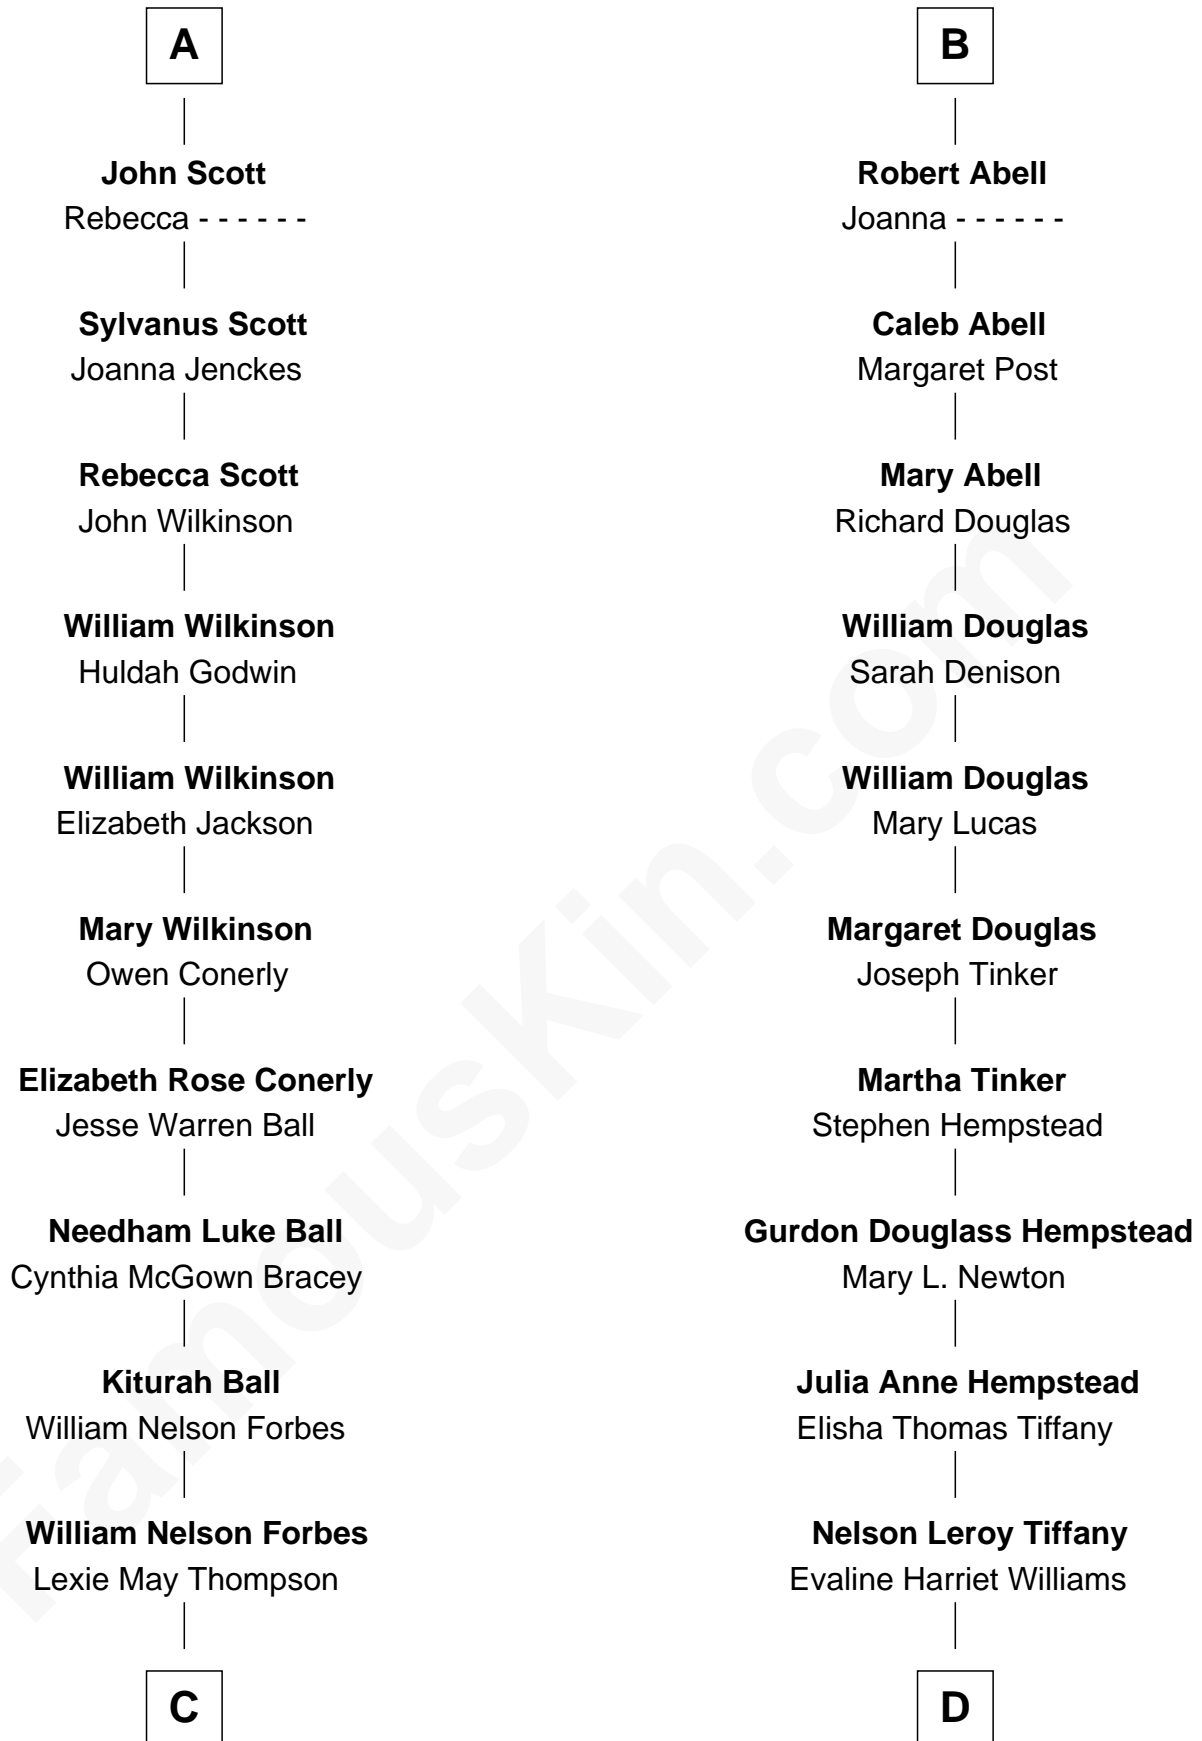 A
John Scott
Rebecca - - - - - -
Sylvanus Scott
Joanna Jenckes
Rebecca Scott
John Wilkinson
William Wilkinson
Huldah Godwin
William Wilkinson
Elizabeth Jackson
Mary Wilkinson
Owen Conerly
Elizabeth Rose Conerly
Jesse Warren Ball
Needham Luke Ball
Cynthia McGown Bracey
Kiturah Ball
William Nelson Forbes
William Nelson Forbes
Lexie May Thompson
C
B
Robert Abell
Joanna - - - - - -
Caleb Abell
Margaret Post
Mary Abell
Richard Douglas
William Douglas
Sarah Denison
William Douglas
Mary Lucas
Margaret Douglas
Joseph Tinker
Martha Tinker
Stephen Hempstead
Gurdon Douglass Hempstead
Mary L. Newton
Julia Anne Hempstead
Elisha Thomas Tiffany
Nelson Leroy Tiffany
Evaline Harriet Williams
D
FamousKin.com